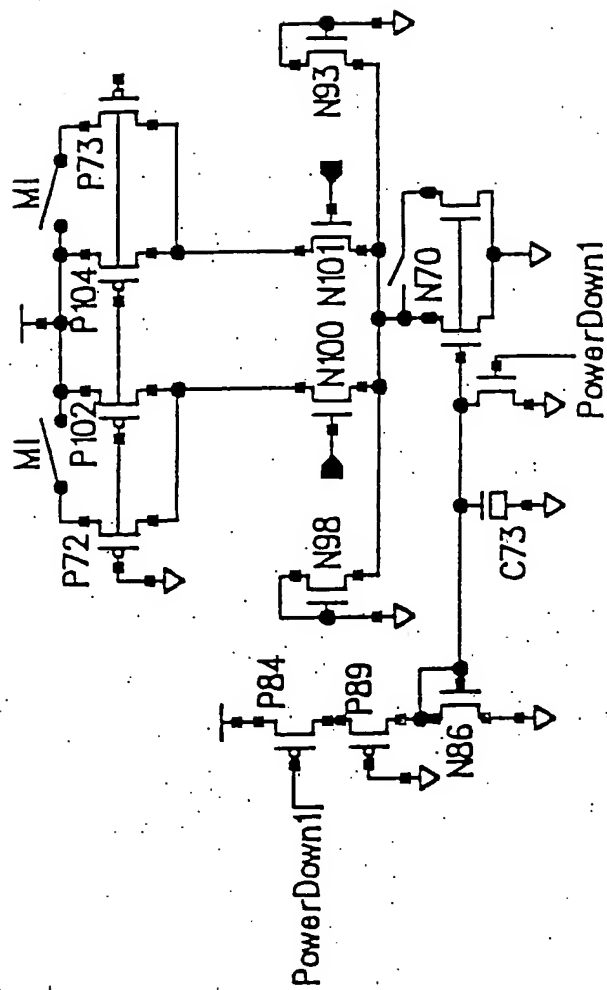 MI
MI
P72
P102
P104
P73
N98
N100
N101
N93
P84
P89
N86
N70
C73
PowerDown1
PowerDown1